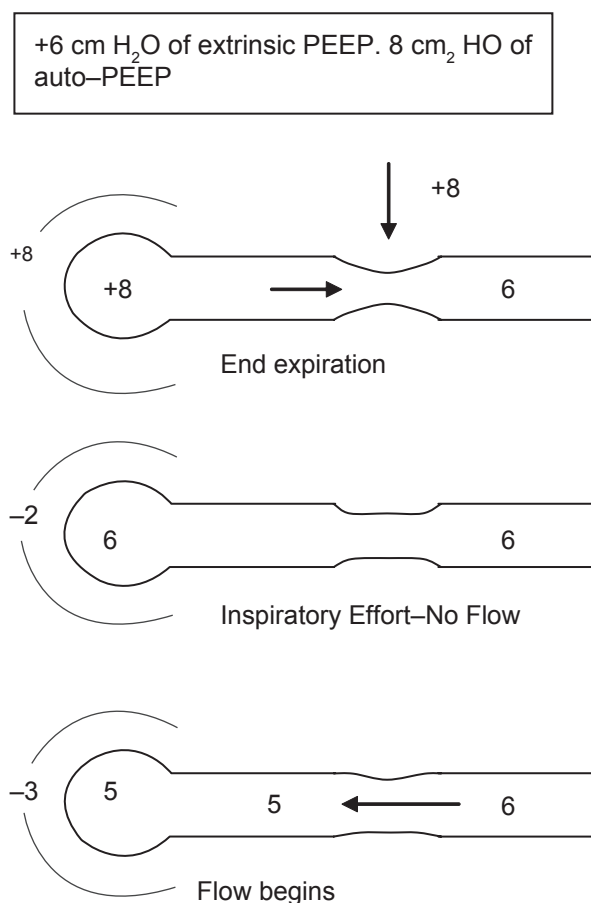 +6 cm H₂O of extrinsic PEEP. 8 cm₂ HO of
auto–PEEP
+8
+8
+8
6
End expiration
–2
6
6
Inspiratory Effort–No Flow
–3
5
5
6
Flow begins